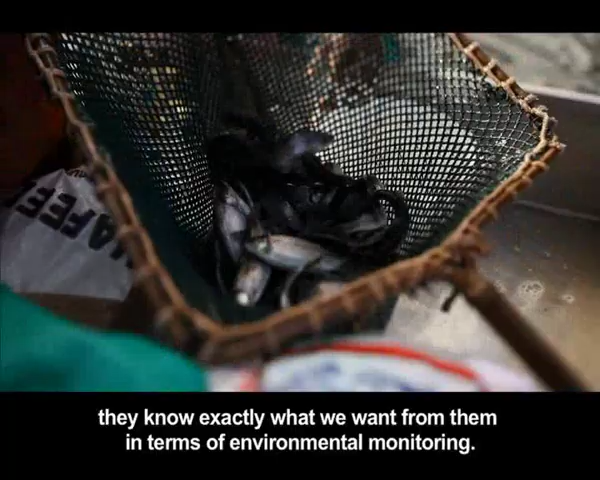 they know exactly what we want from them
in terms of environmental monitoring.